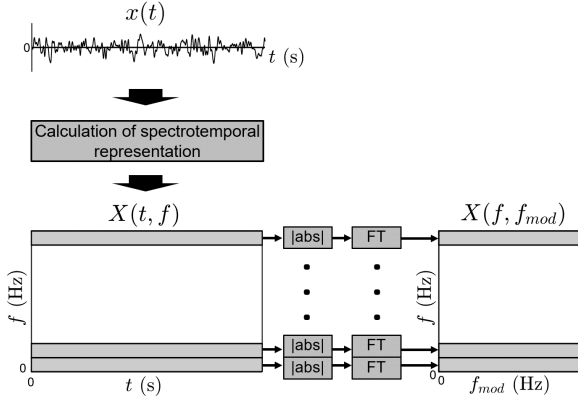 x(t)
0
t (s)
Calculation of spectrotemporal
representation
X(t, f)
X(f, f_mod)
|abs|
FT
f (Hz)
f (Hz)
|abs|
FT
|abs|
FT
0
0
0
t (s)
0
f_mod (Hz)